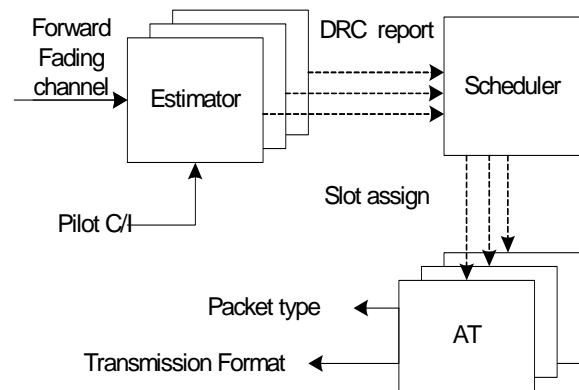 Forward
Fading
channel
DRC report
Estimator
Scheduler
Slot assign
Pilot C/I
Packet type
AT
Transmission Format